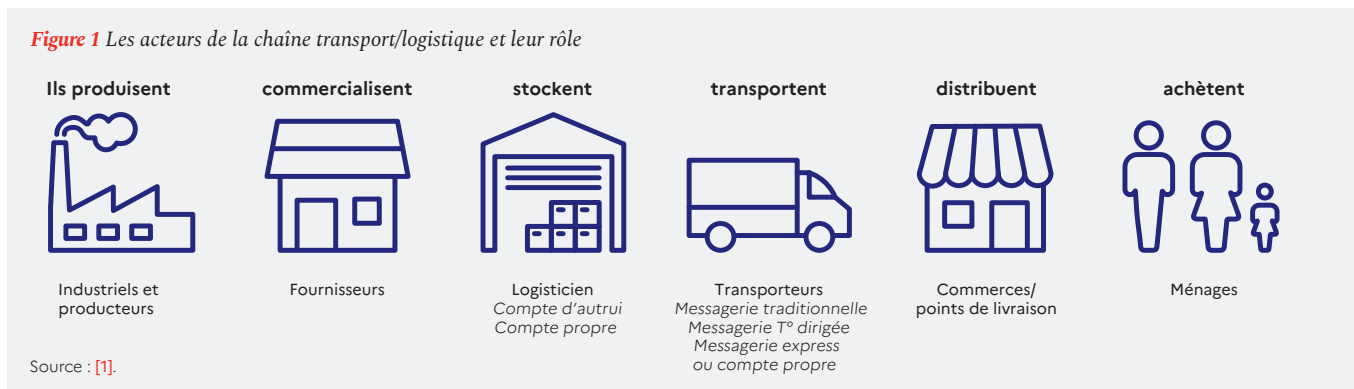 Figure 1 Les acteurs de la chaîne transport/logistique et leur rôle
Ils produisent
commercialisent
stockent
transportent
distribuent
achètent
Industriels et
producteurs
Fournisseurs
Logisticien
Compte d'autrui
Compte propre
Transporteurs
Messagerie traditionnelle
Messagerie T° dirigée
Messagerie express
ou compte propre
Commerces/
points de livraison
Ménages
Source : [1].